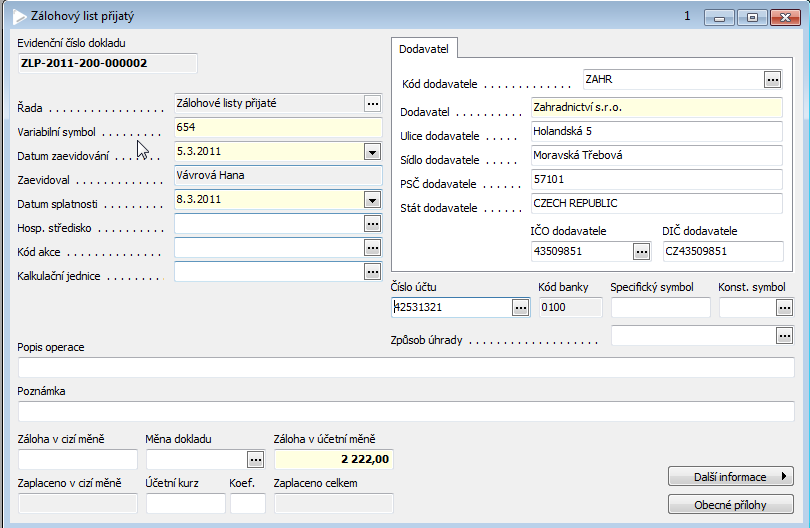 Zálohový list přijatý 1
Evidenční číslo dokladu
ZLP-2011-200-000002
Řada . . . . . . . . . . . . . . . . . Zálohové listy přijaté ...
Variabilní symbol . . . . . . . . . 654
Datum zaevidování . . . . . . . 5.3.2011
Zaevidoval . . . . . . . . . . . . . Vávrová Hana
Datum splatnosti . . . . . . . . . 8.3.2011
Hosp. středisko . . . . . . . . . . ...
Kód akce . . . . . . . . . . . . . . ...
Kalkulační jednice . . . . . . . . ...
Dodavatel
Kód dodavatele . . . . . . . . . . . . . ZAHR ...
Dodavatel . . . . . . . . . . . Zahradnictví s.r.o.
Ulice dodavatele . . . . . Holandská 5
Sídlo dodavatele . . . . . Moravská Třebová
PSČ dodavatele . . . . . . 57101
Stát dodavatele . . . . . . CZECH REPUBLIC
IČO dodavatele DIČ dodavatele
43509851 ... CZ43509851
Číslo účtu Kód banky Specifický symbol Konst. symbol
42531321 ... 0100 ...
Způsob úhrady . . . . . . . . . . . . . . . . . . . ...
Popis operace
Poznámka
Záloha v cizí měně Měna dokladu Záloha v účetní měně
... 2 222,00
Zaplaceno v cizí měně Účetní kurz Koef. Zaplaceno celkem
Další informace
Obecné přílohy